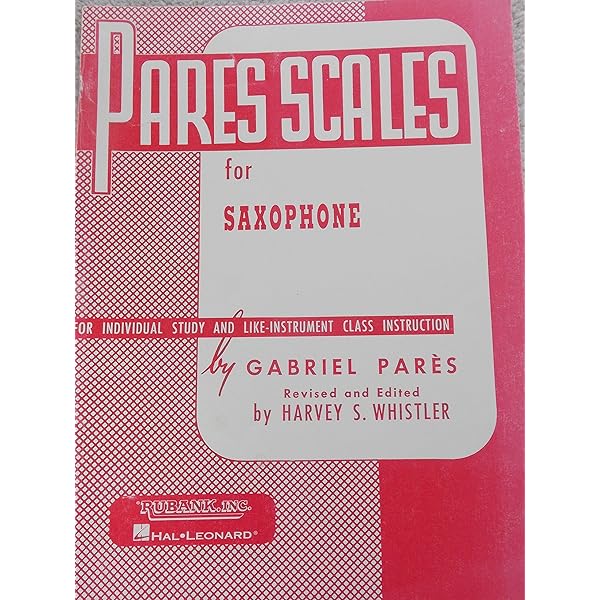 PARES SCALES
for
SAXOPHONE
FOR INDIVIDUAL STUDY AND LIKE-INSTRUMENT CLASS INSTRUCTION
by GABRIEL PARÈS
Revised and Edited
by HARVEY S. WHISTLER
RUBANK, INC.
HAL•LEONARD®